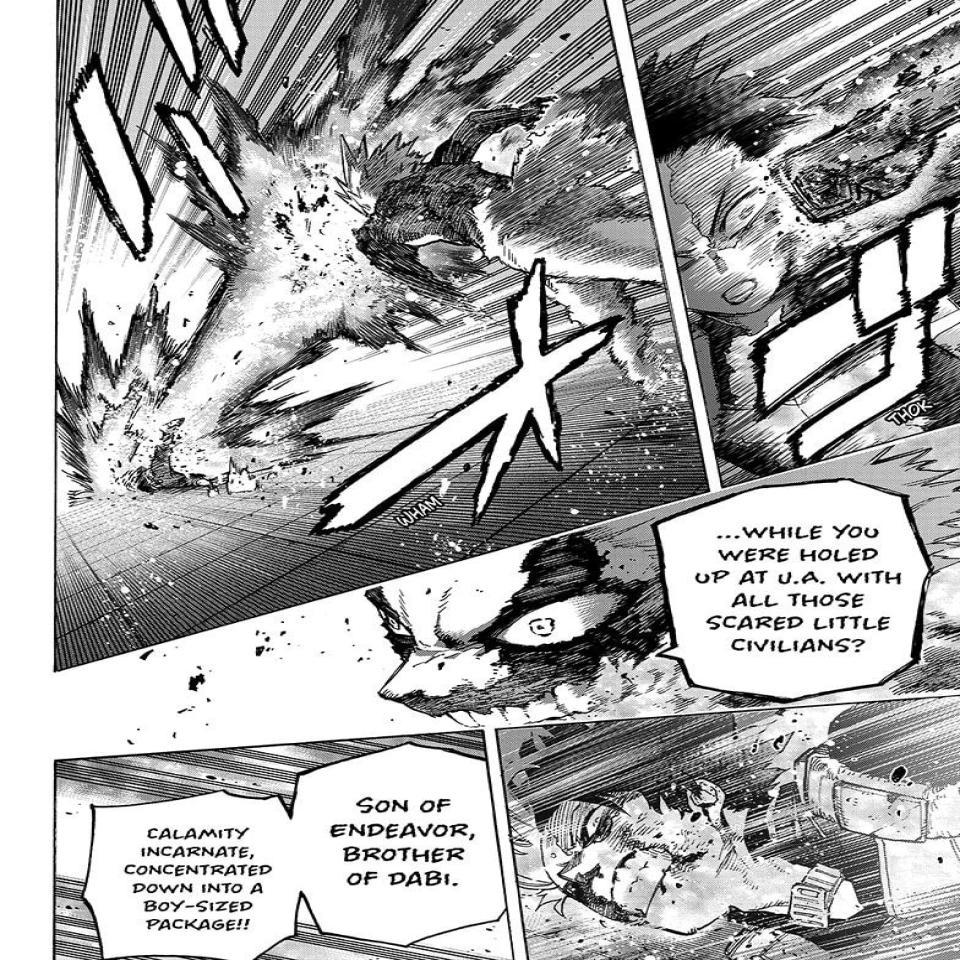 THOK
WHAM
...WHILE YOU
WERE HOLED
UP AT U.A. WITH
ALL THOSE
SCARED LITTLE
CIVILIANS?
SON OF
ENDEAVOR,
BROTHER
OF DABI.
CALAMITY
INCARNATE,
CONCENTRATED
DOWN INTO A
BOY-SIZED
PACKAGE!!